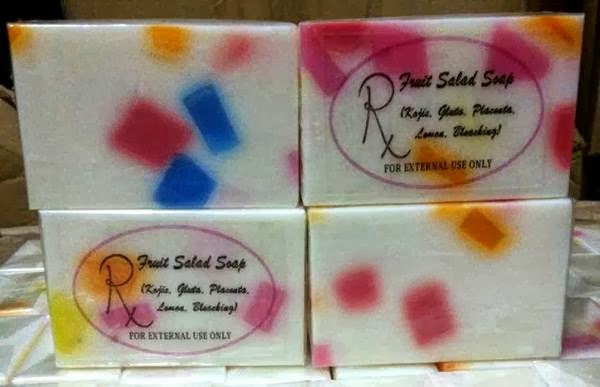 Rx
Fruit Salad Soap
(Kojic, Gluta, Placenta,
Lemon, Bleaching)
FOR EXTERNAL USE ONLY
Rx
Fruit Salad Soap
(Kojic, Gluta, Placenta,
Lemon, Bleaching)
FOR EXTERNAL USE ONLY